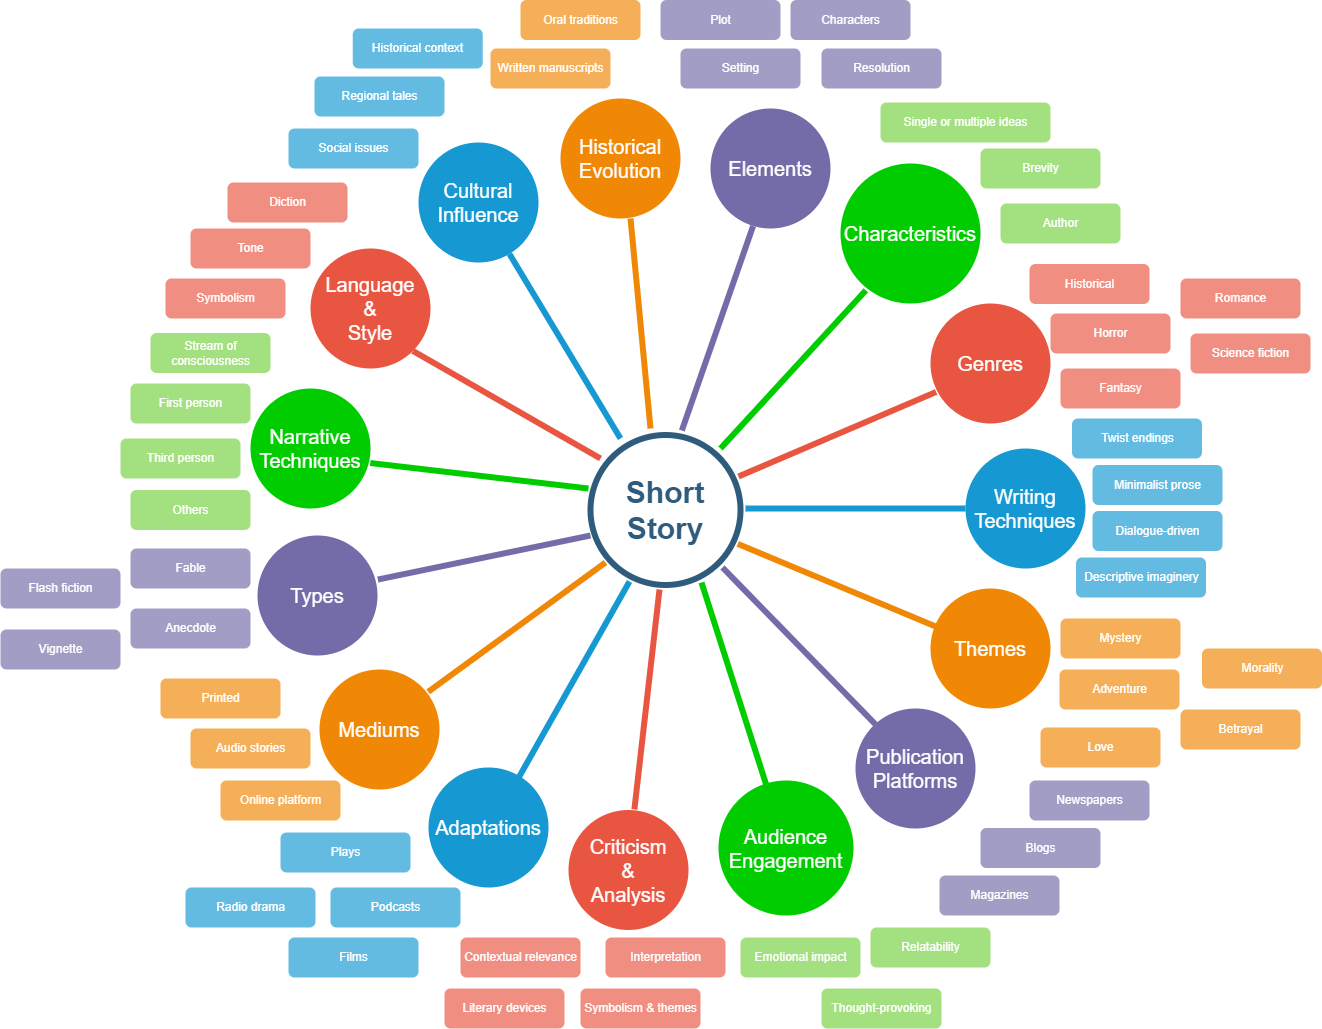 Short
Story
Historical
Evolution
Oral traditions
Written manuscripts
Elements
Plot
Characters
Setting
Resolution
Characteristics
Single or multiple ideas
Brevity
Author
Genres
Historical
Romance
Horror
Science fiction
Fantasy
Writing
Techniques
Twist endings
Minimalist prose
Dialogue-driven
Descriptive imaginery
Themes
Mystery
Morality
Adventure
Betrayal
Love
Publication
Platforms
Newspapers
Blogs
Magazines
Audience
Engagement
Relatability
Emotional impact
Thought-provoking
Criticism
&
Analysis
Contextual relevance
Interpretation
Literary devices
Symbolism & themes
Adaptations
Plays
Radio drama
Podcasts
Films
Mediums
Printed
Audio stories
Online platform
Types
Fable
Flash fiction
Anecdote
Vignette
Narrative
Techniques
Stream of
consciousness
First person
Third person
Others
Language
&
Style
Diction
Tone
Symbolism
Cultural
Influence
Historical context
Regional tales
Social issues